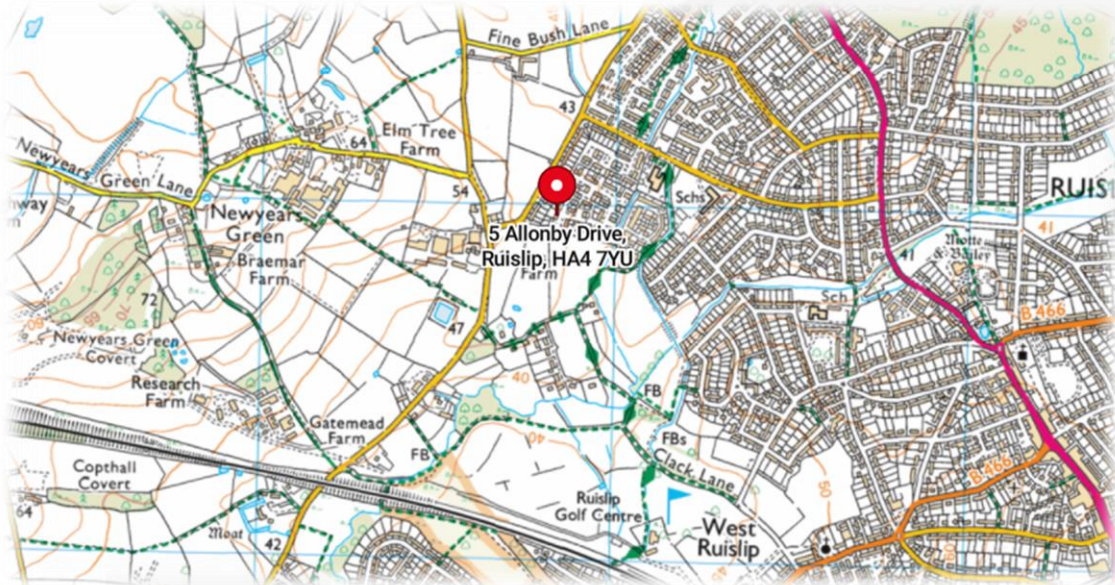 Fine Bush Lane
43
Elm Tree
Farm
64
Newyears
Green Lane
54
Schs
RUIS
way
Newyears
Green
5 Allonby Drive,
Ruislip, HA4 7YU
Farm
41
Motte
& Bailey
41
Braemar
Farm
72
Sch
B 466
47
60
70
Newyears Green
Covert
Research
Farm
40
FB
Gatemead
Farm
40
FB
FBs
B 466
Copthall
Covert
Clack Lane
50
64
Ruislip
Golf Centre
West
Ruislip
Moat
42